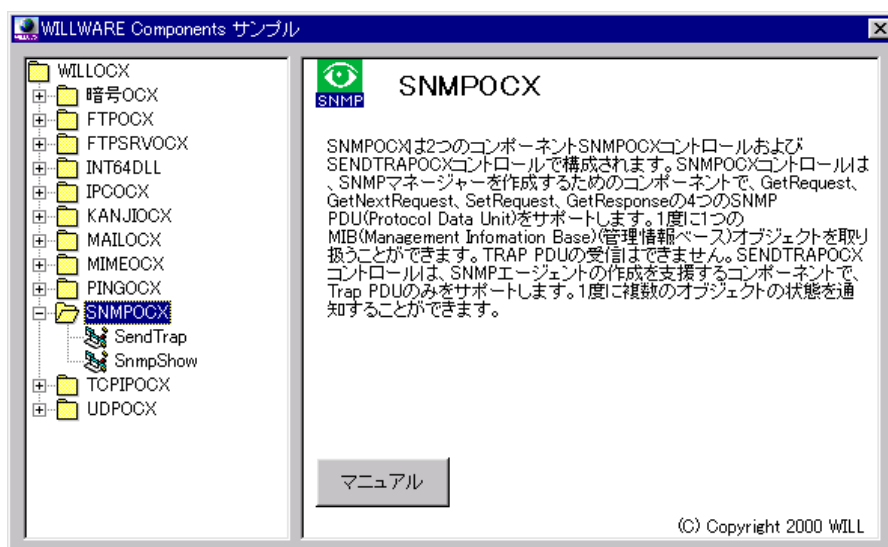 WILLWARE Components サンプル
WILLOCX
暗号OCX
FTPOCX
FTPSRVOCX
INT64DLL
IPCOCX
KANJIOCX
MAILOCX
MIMEOCX
PINGOCX
SNMPOCX
SendTrap
SnmpShow
TCPIPOCX
UDPOCX
SNMP
SNMPOCX
SNMPOCXは2つのコンポーネントSNMPOCXコントロールおよび
SENDTRAPOCXコントロールで構成されます。SNMPOCXコントロールは
、SNMPマネージャーを作成するためのコンポーネントで、GetRequest、
GetNextRequest、SetRequest、GetResponseの4つのSNMP
PDU(Protocol Data Unit)をサポートします。1度に1つの
MIB(Management Infomation Base)(管理情報ベース)オブジェクトを取り
扱うことができます。TRAP PDUの受信はできません。SENDTRAPOCX
コントロールは、SNMPエージェントの作成を支援するコンポーネントで、
Trap PDUのみをサポートします。1度に複数のオブジェクトの状態を通
知することができます。
マニュアル
(C) Copyright 2000 WILL